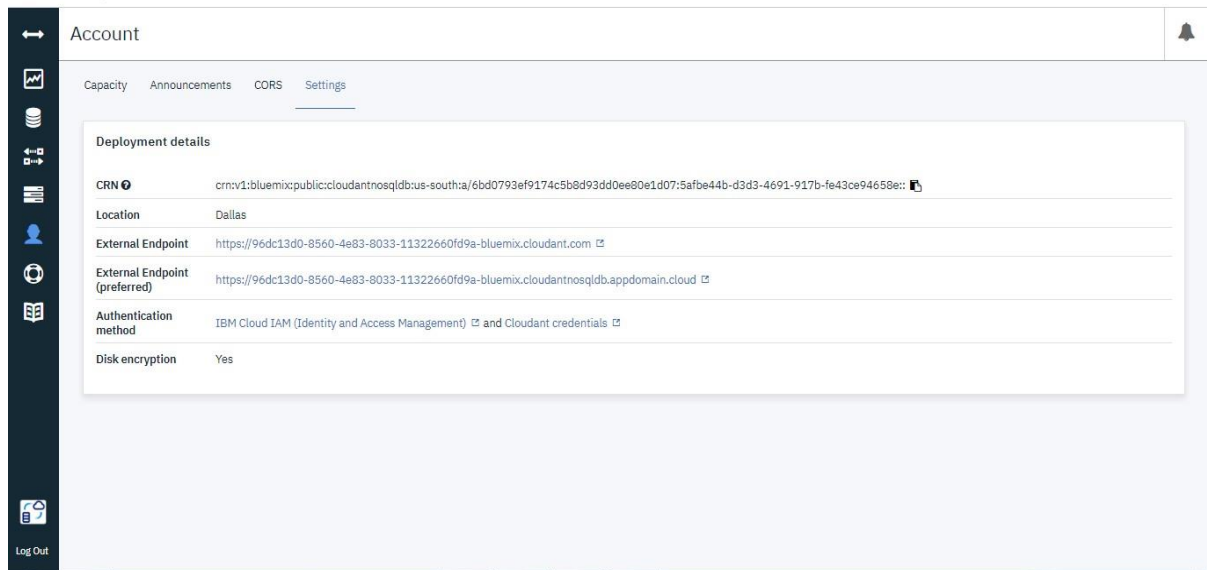 Account
Capacity Announcements CORS Settings
Deployment details
CRN crn:v1:bluemix:public:cloudantnosqldb:us-south:a/6bd0793ef9174c5b8d93dd0ee80e1d07:5afbe44b-d3d3-4691-917b-fe43ce94658e::
Location Dallas
External Endpoint https://96dc13d0-8560-4e83-8033-11322660fd9a-bluemix.cloudant.com
External Endpoint
(preferred) https://96dc13d0-8560-4e83-8033-11322660fd9a-bluemix.cloudantnosqldb.appdomain.cloud
Authentication
method IBM Cloud IAM (Identity and Access Management) and Cloudant credentials
Disk encryption Yes
Log Out